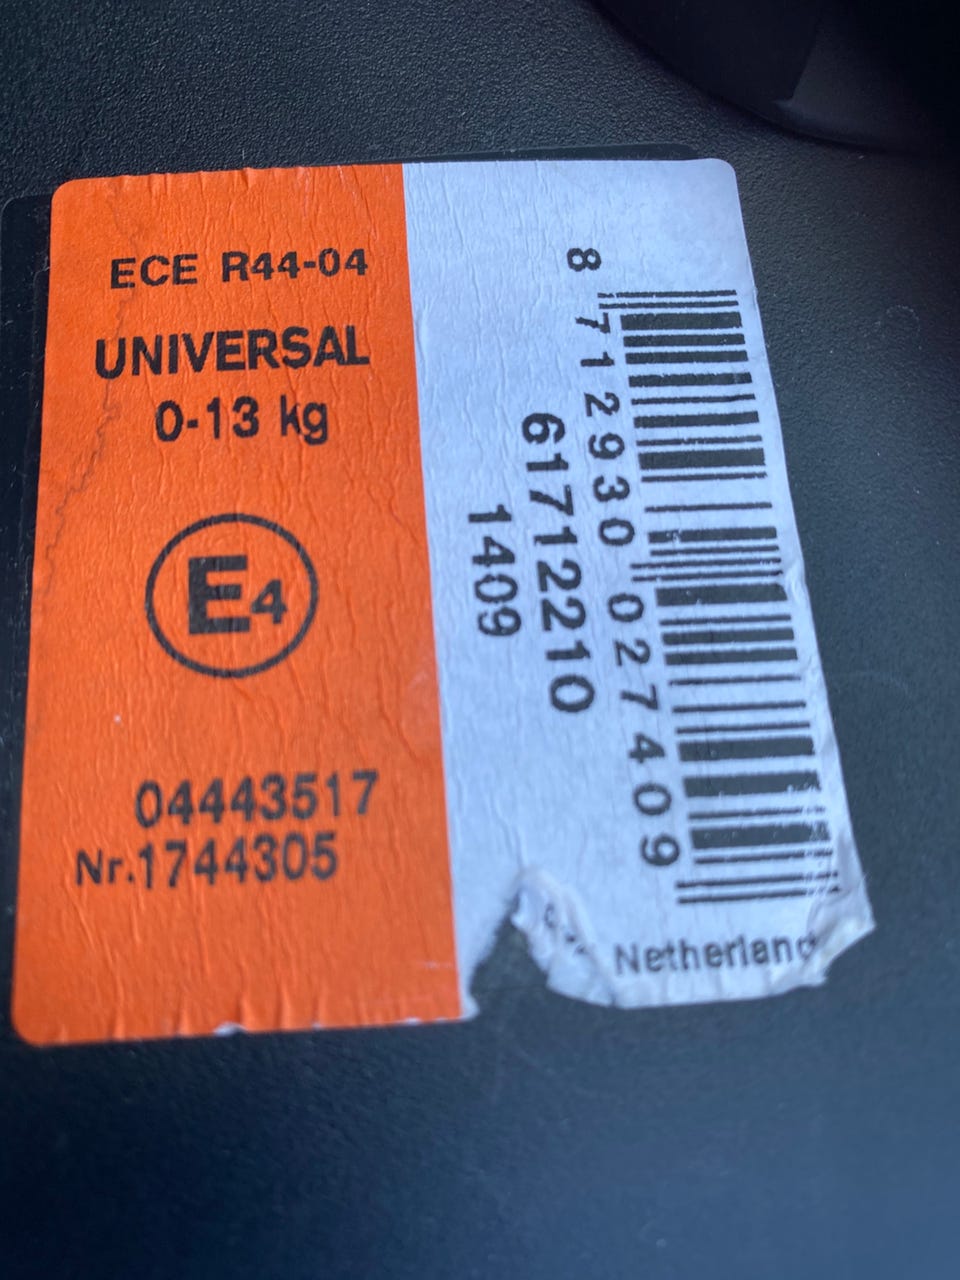 ECE R44-04
UNIVERSAL
0-13 kg
E4
04443517
Nr.1744305
8 712930 027409
61712210
1409
Netherland